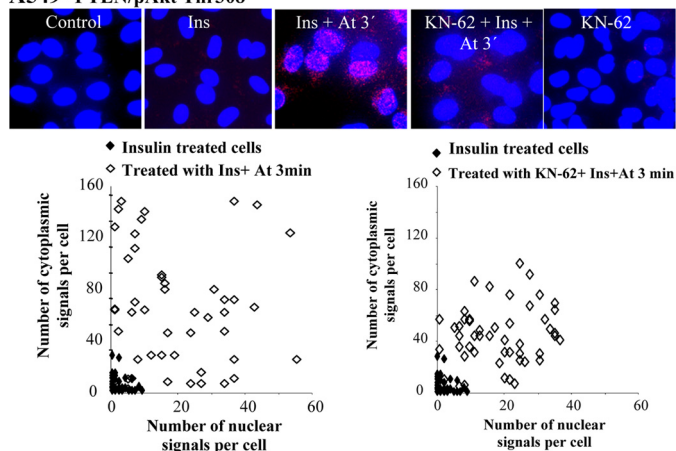 Control
Ins
Ins + At 3´
KN-62 + Ins +
At 3´
KN-62
Insulin treated cells
Treated with Ins+ At 3min
Number of cytoplasmic
signals per cell
160
120
80
40
0
0
20
40
60
Number of nuclear
signals per cell
Insulin treated cells
Treated with KN-62+ Ins+At 3 min
Number of cytoplasmic
signals per cell
160
120
80
40
0
0
20
40
60
Number of nuclear
signals per cell